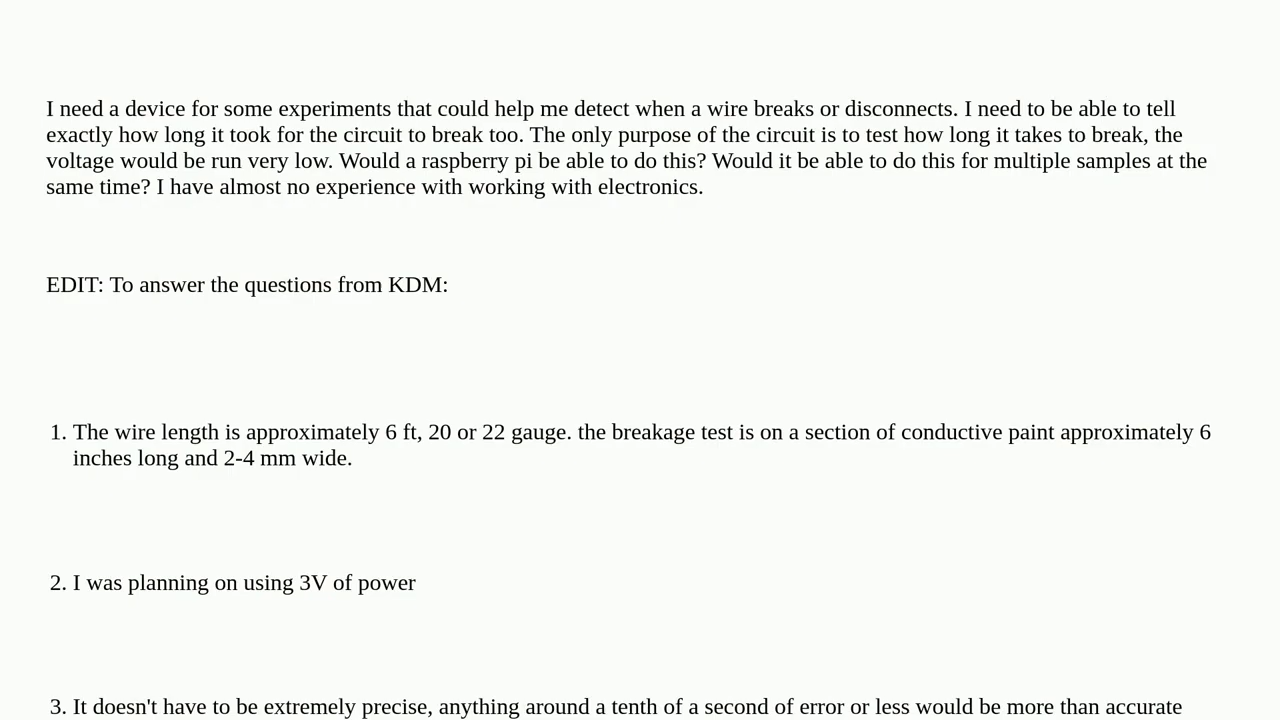 I need a device for some experiments that could help me detect when a wire breaks or disconnects. I need to be able to tell
exactly how long it took for the circuit to break too. The only purpose of the circuit is to test how long it takes to break, the
voltage would be run very low. Would a raspberry pi be able to do this? Would it be able to do this for multiple samples at the
same time? I have almost no experience with working with electronics.
EDIT: To answer the questions from KDM:
1. The wire length is approximately 6 ft, 20 or 22 gauge. the breakage test is on a section of conductive paint approximately 6
inches long and 2-4 mm wide.
2. I was planning on using 3V of power
3. It doesn't have to be extremely precise, anything around a tenth of a second of error or less would be more than accurate